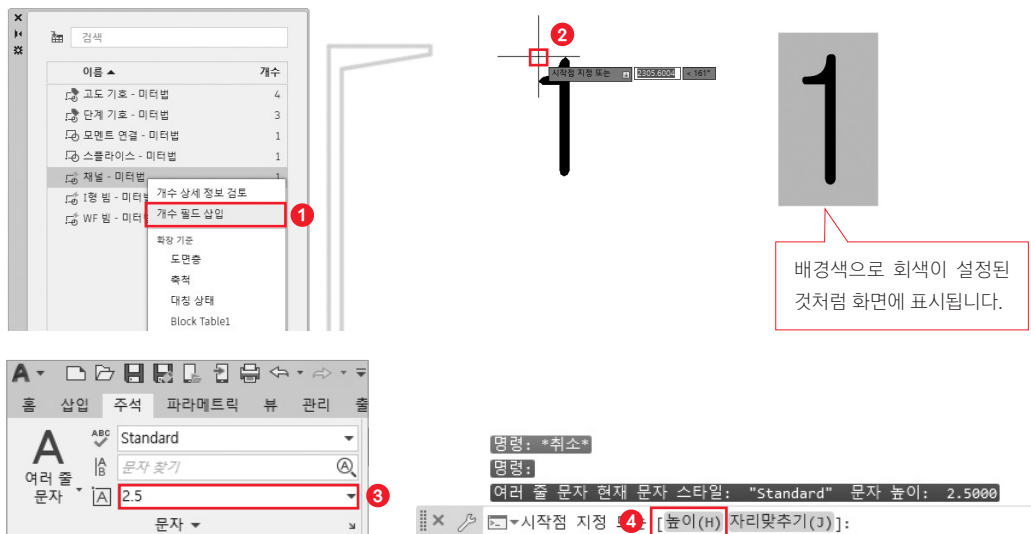 검색
이름 개수
고도 기호 - 미터법 4
단계 기호 - 미터법 3
모멘트 연결 - 미터법 1
스플라이스 - 미터법 1
채널 - 미터법 1
I형 빔 - 미터
WF 빔 - 미터
개수 상세 정보 검토
개수 필드 삽입
1
확장 기준
도면층
축척
대칭 상태
Block Table1
2
시작점 지정 또는 2305.6004 < 161°
1
1
배경색으로 회색이 설정된
것처럼 화면에 표시됩니다.
A
홈 삽입 주석 파라메트릭 뷰 관리 출
A
여러 줄
문자
ABC
Standard
A
B
문자 찾기
A
A
2.5
3
문자
명령: *취소*
명령:
여러 줄 문자 현재 문자 스타일: "Standard" 문자 높이: 2.5000
시작점 지정 4 [높이(H) 자리맞추기(J)]: